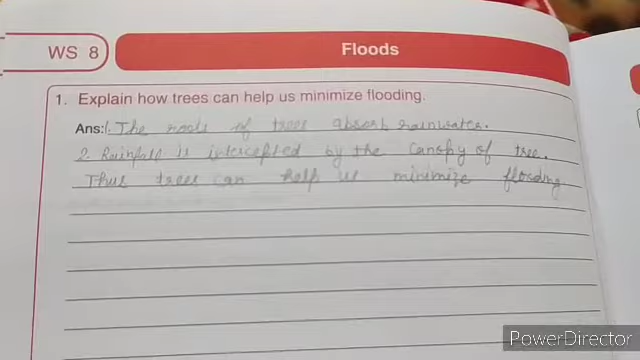 WS 8
Floods
1. Explain how trees can help us minimize flooding.
Ans: 1. The roots of trees absorb rainwater.
2. Rainfall is intercepted by the canopy of tree.
Thus trees can help us minimize flooding
PowerDirector